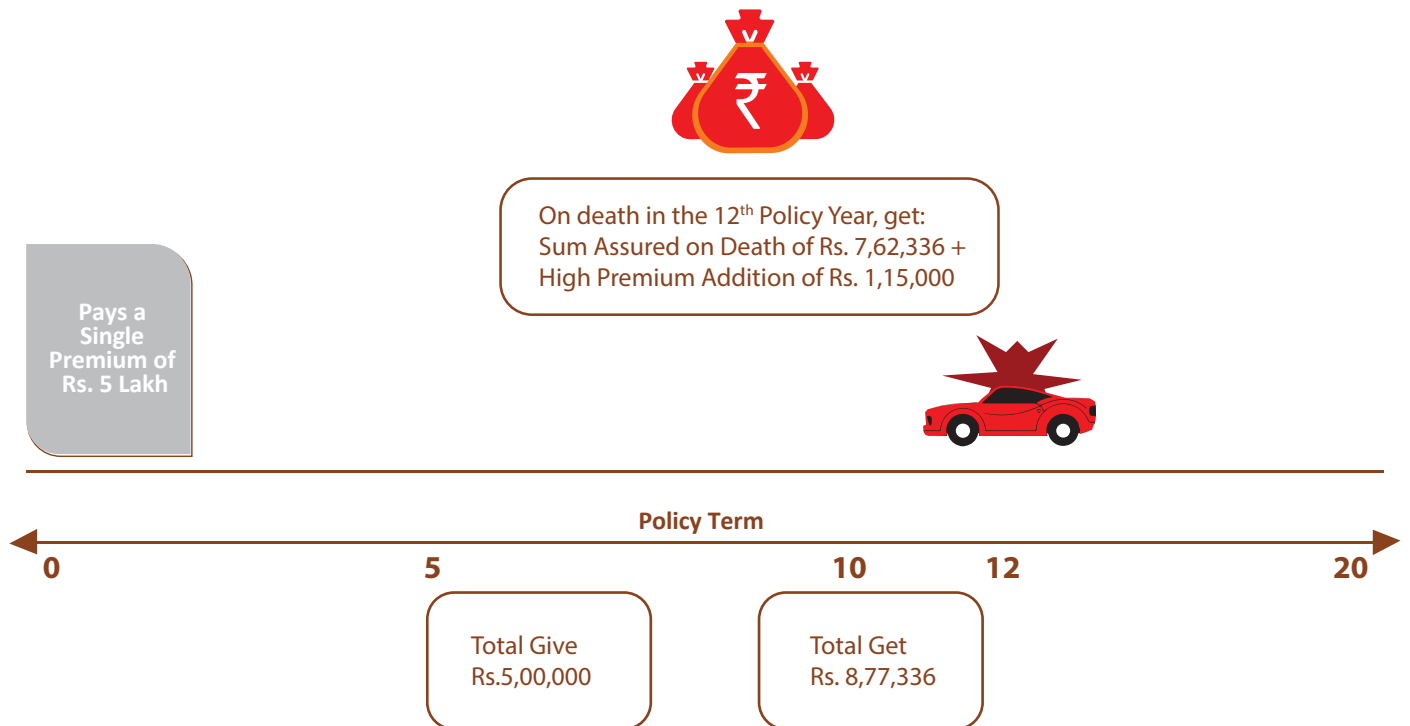 ₹
On death in the 12th Policy Year, get:
Sum Assured on Death of Rs. 7,62,336 +
High Premium Addition of Rs. 1,15,000
Pays a
Single
Premium of
Rs. 5 Lakh
Policy Term
0 5 10 12 20
Total Give
Rs.5,00,000
Total Get
Rs. 8,77,336